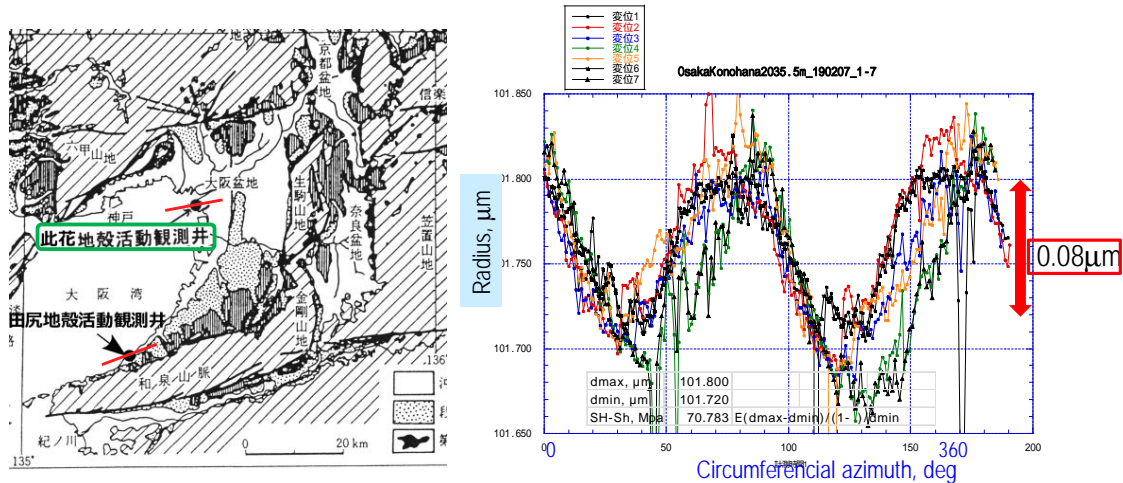 地
京都盆地
信楽
六甲山地
大阪盆地
生駒山地
奈良盆地
笠置山地
神戸
此花地殻活動観測井
大阪湾
金剛山地
田尻地殻活動観測井
和泉山脈
136°
紀ノ川
0 20 km
135°
沖
段
変位1
変位2
変位3
変位4
変位5
変位6
変位7
OsakaKonohana2035.5m_190207_1-7
Radius, μm
101.850
101.800
101.750
101.700
101.650
0.08μm
dmax, μm 101.800
dmin, μm 101.720
SH-Sh, Mpa 70.783 E(dmax-dmin)/(1- )dmin
0 50 100 150 200
0 360
Circumferencial azimuth, deg